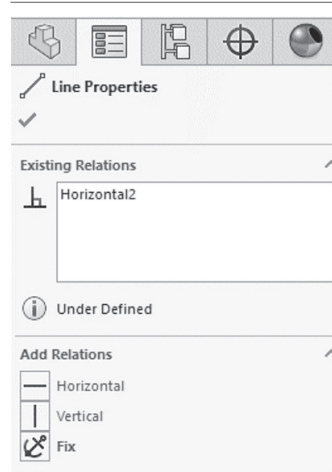 Line Properties
Existing Relations
Horizontal2
Under Defined
Add Relations
Horizontal
Vertical
Fix